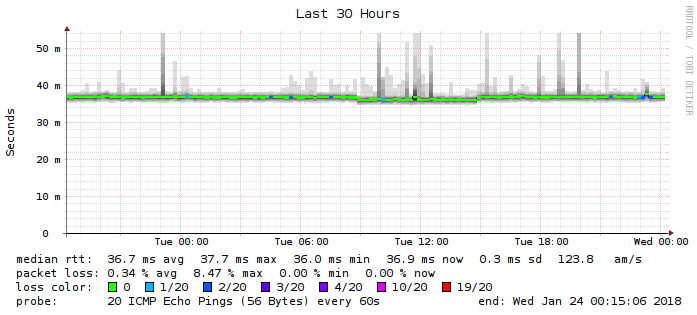 Last 30 Hours
RRDTOOL / TOBI OETIKER
Seconds
50 m
40 m
30 m
20 m
10 m
0
Tue 00:00 Tue 06:00 Tue 12:00 Tue 18:00 Wed 00:00
median rtt: 36.7 ms avg 37.7 ms max 36.0 ms min 36.9 ms now 0.3 ms sd 123.8 am/s
packet loss: 0.34 % avg 8.47 % max 0.00 % min 0.00 % now
loss color: 0 1/20 2/20 3/20 4/20 10/20 19/20
probe: 20 ICMP Echo Pings (56 Bytes) every 60s end: Wed Jan 24 00:15:06 2018